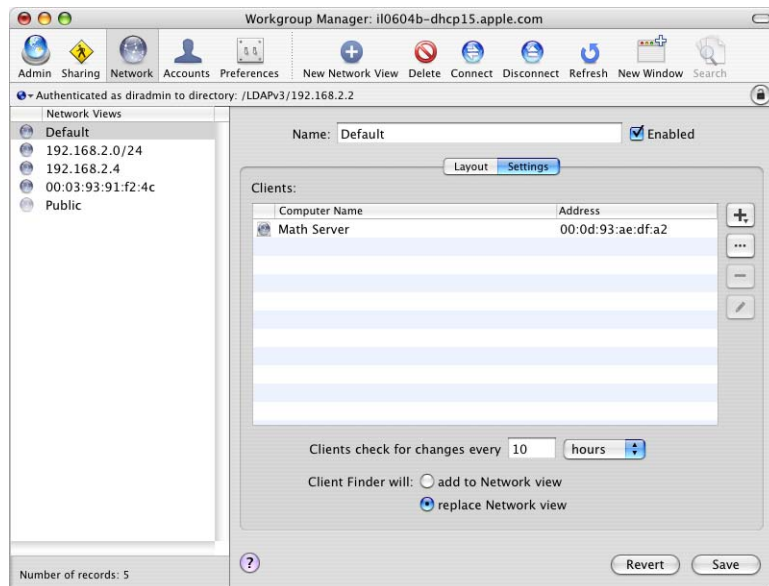 Workgroup Manager: il0604b-dhcp15.apple.com
Admin Sharing Network Accounts Preferences New Network View Delete Connect Disconnect Refresh New Window Search
Authenticated as diradmin to directory: /LDAPv3/192.168.2.2
Network Views
Default
192.168.2.0/24
192.168.2.4
00:03:93:91:f2:4c
Public
Number of records: 5
Name: Default Enabled
Layout Settings
Clients:
Computer Name Address
Math Server 00:0d:93:ae:df:a2
Clients check for changes every 10 hours
Client Finder will: add to Network view
replace Network view
? Revert Save